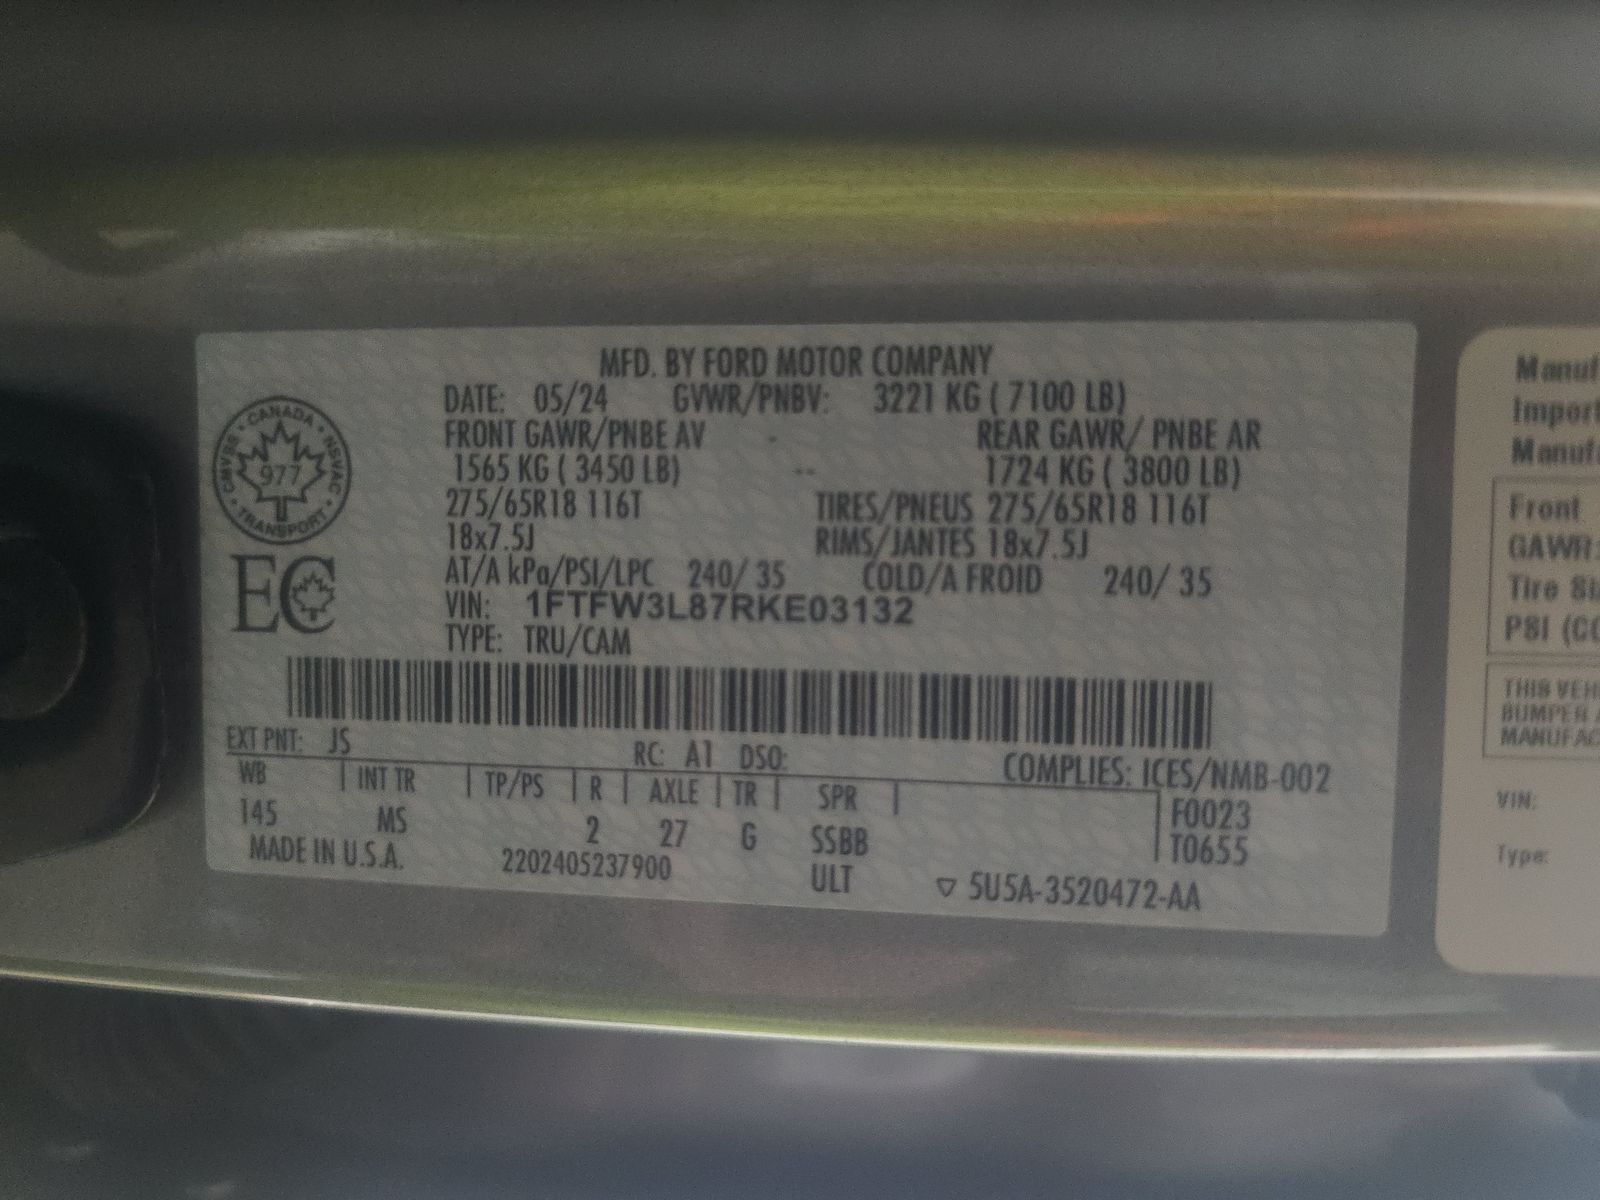 MFD. BY FORD MOTOR COMPANY
DATE: 05/24 GVWR/PNBV: 3221 KG ( 7100 LB)
FRONT GAWR/PNBE AV - REAR GAWR/ PNBE AR
1565 KG ( 3450 LB) -- 1724 KG ( 3800 LB)
275/65R18 116T TIRES/PNEUS 275/65R18 116T
18x7.5J RIMS/JANTES 18x7.5J
AT/A kPa/PSI/LPC 240/ 35 COLD/A FROID 240/ 35
VIN: 1FTFW3L87RKE03132
TYPE: TRU/CAM
CANADA · NSVAC · TRANSPORT · CMVSS ·
977
EC
EXT PNT: JS RC: A1 DSO:
COMPLIES: ICES/NMB-002
WB | INT TR | TP/PS | R | AXLE | TR | SPR |
F0023
145 MS 2 27 G SSBB
T0655
MADE IN U.S.A. 2202405237900 ULT ▽ 5U5A-3520472-AA
Front
GAWR:
Tire
PSI
VIN:
Type: